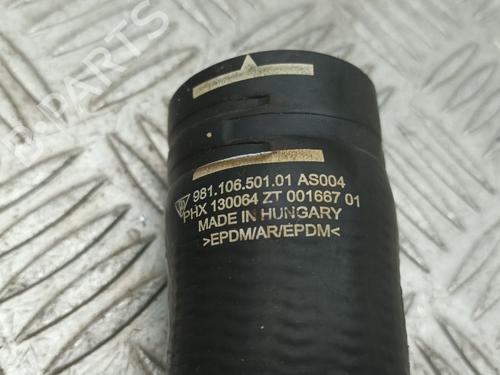 981.106.501.01 AS004
PHX 130064 ZT 001667 01
MADE IN HUNGARY
>EPDM/AR/EPDM<
B-PARTS